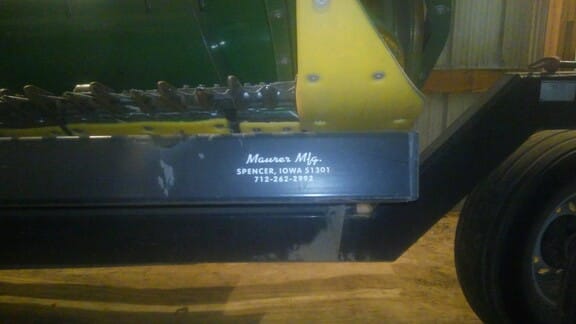 Maurer Mfg.
SPENCER, IOWA 51301
712-262-2992